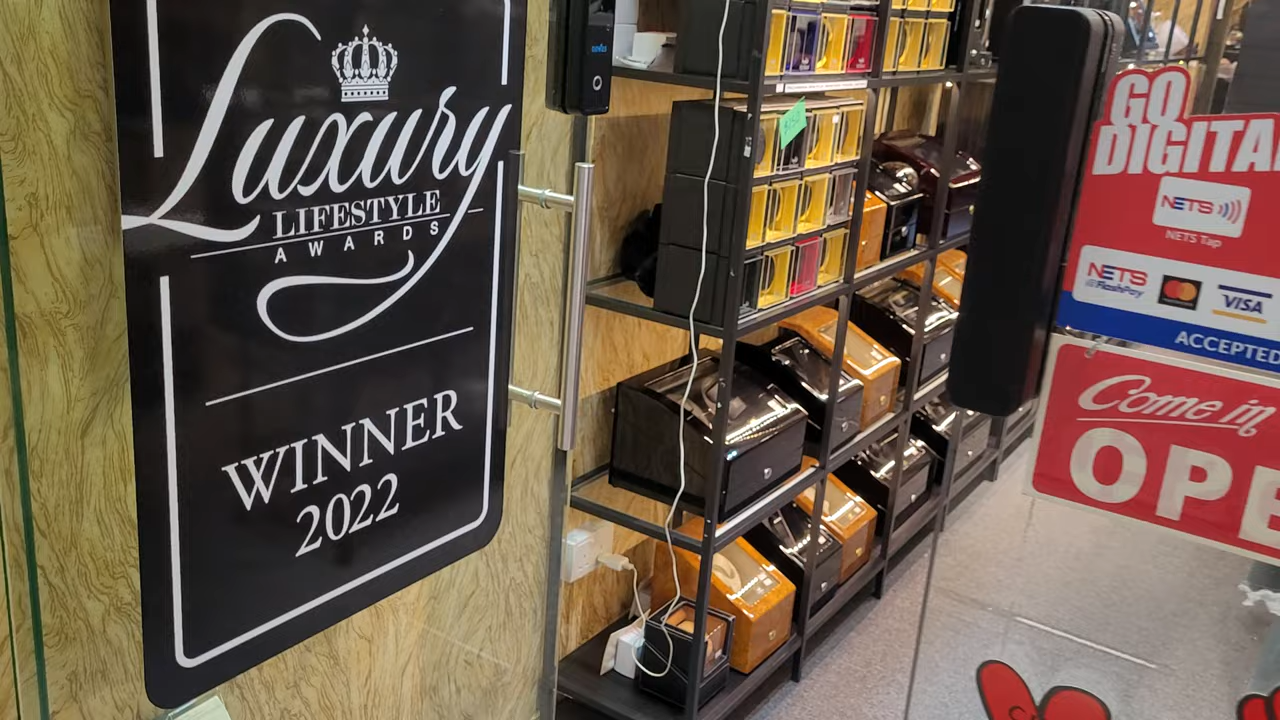 Luxury
LIFESTYLE
AWARDS
WINNER
2022
GO
DIGITA
NETS
NETS Tap
NETS
FlashPay
VISA
ACCEPTED
Come in
OPE